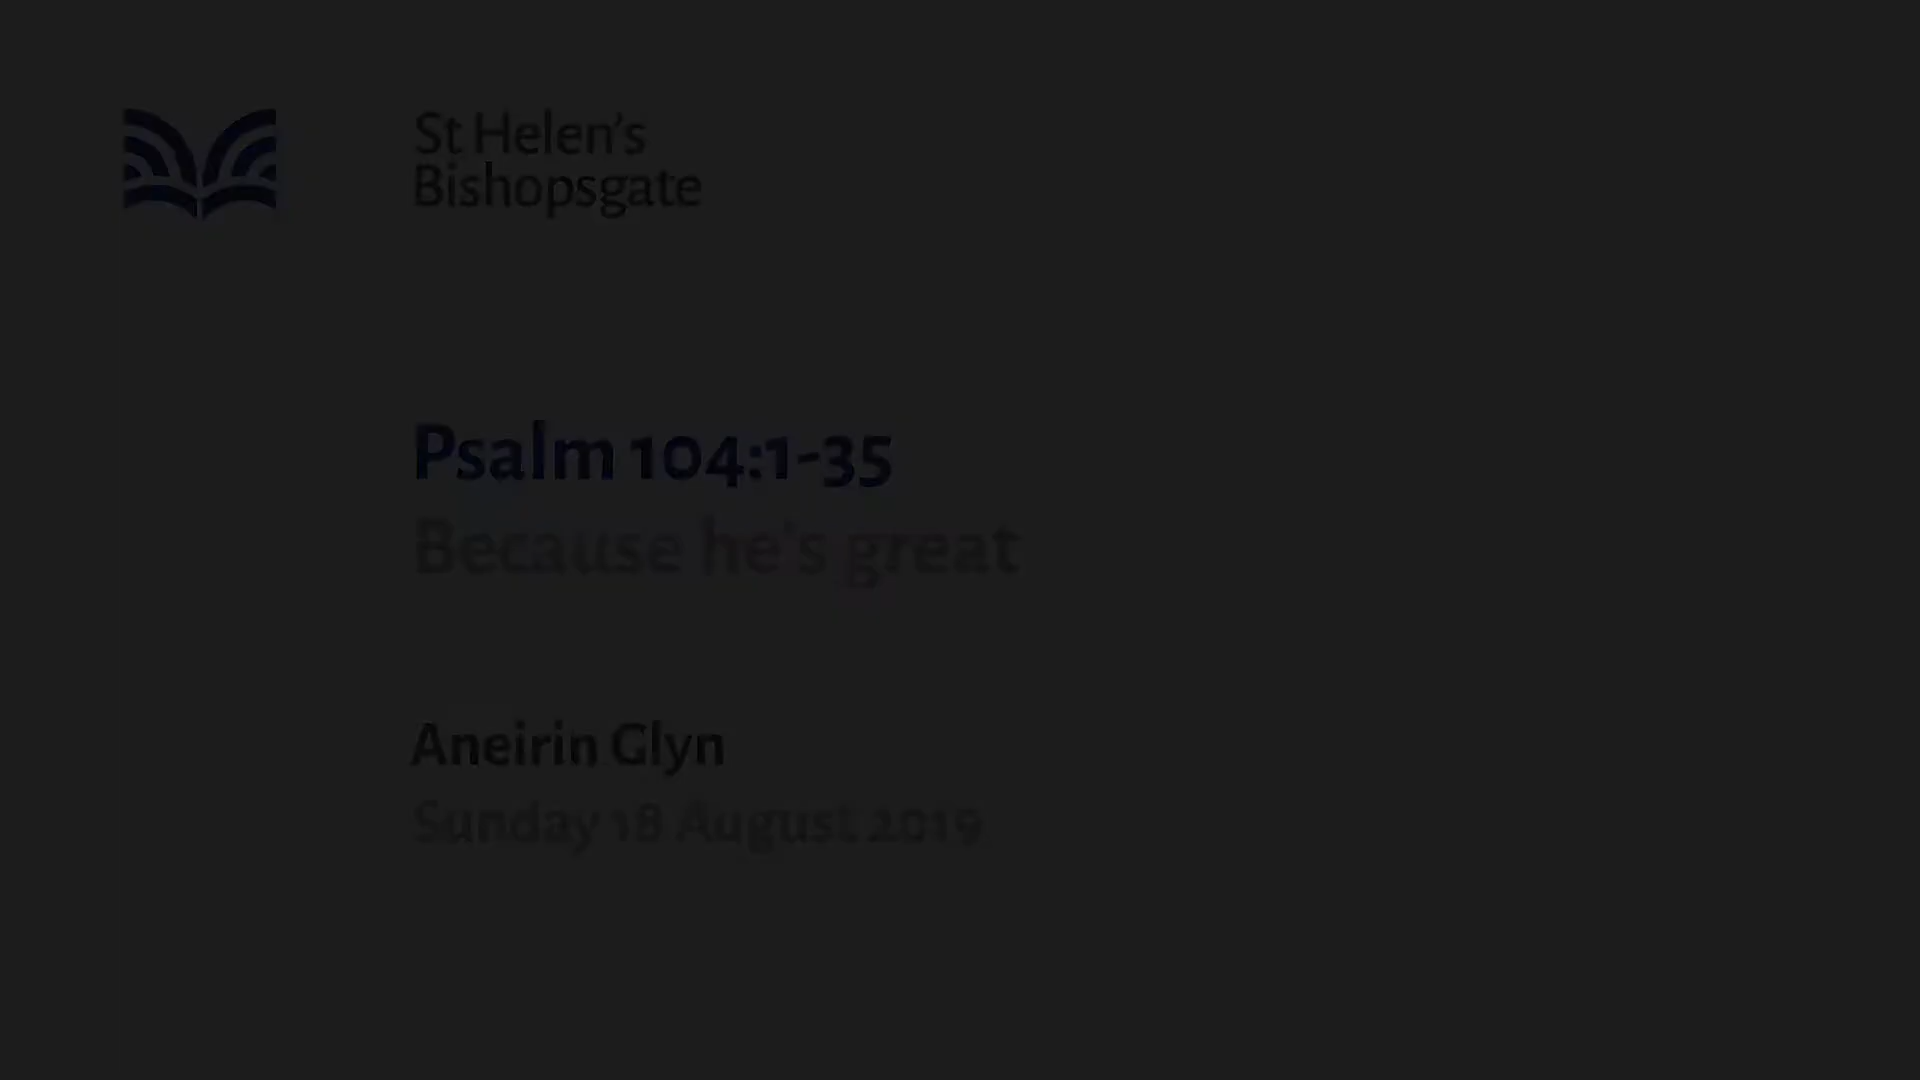 St Helen's
Bishopsgate
Psalm 104:1-35
Because he's great
Aneirin Glyn
Sunday 18 August 2019